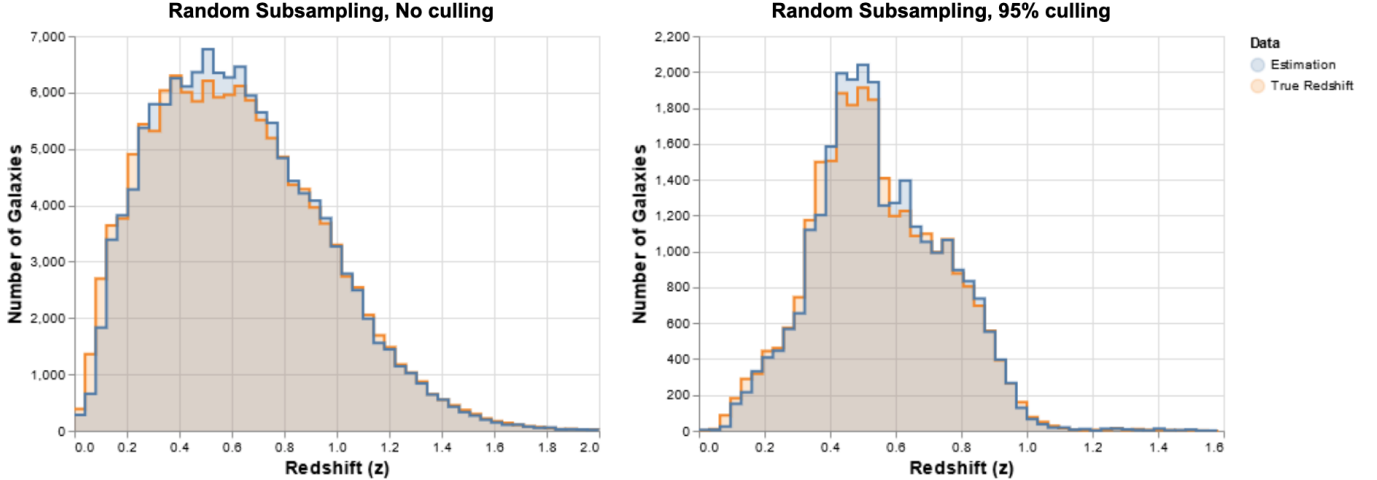 Random Subsampling, No culling
Number of Galaxies
7,000
6,000
5,000
4,000
3,000
2,000
1,000
0
0.0 0.2 0.4 0.6 0.8 1.0 1.2 1.4 1.6 1.8 2.0
Redshift (z)
Random Subsampling, 95% culling
Number of Galaxies
2,200
2,000
1,800
1,600
1,400
1,200
1,000
800
600
400
200
0
0.0 0.2 0.4 0.6 0.8 1.0 1.2 1.4 1.6
Redshift (z)
Data
Estimation
True Redshift